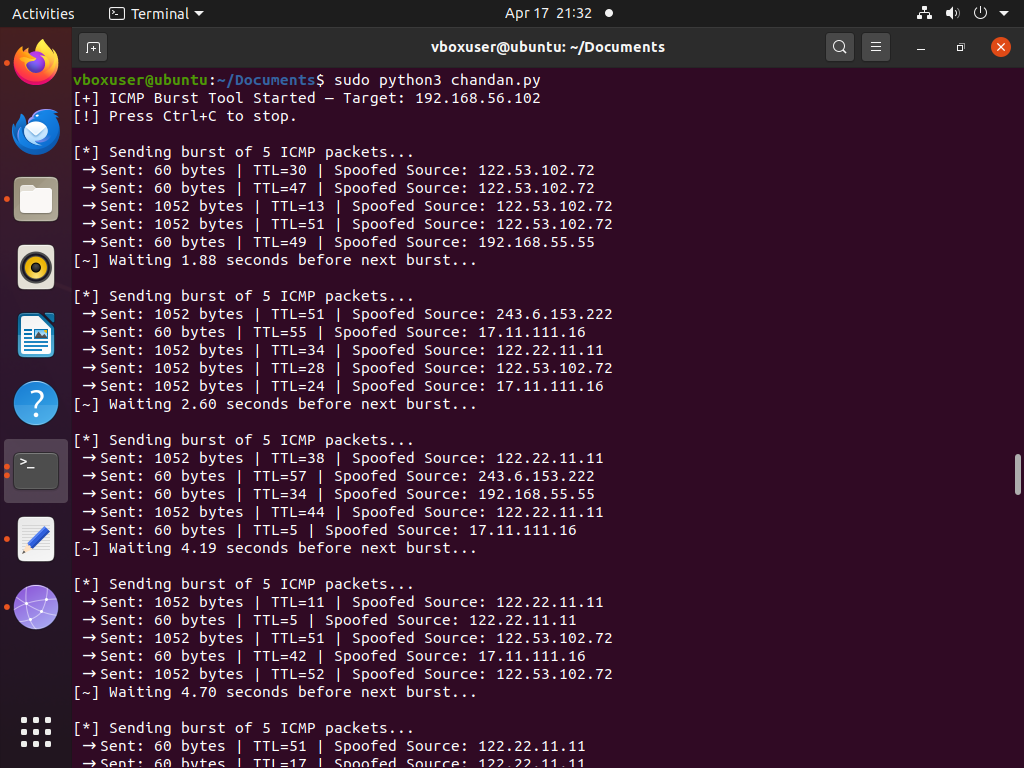 Activities
Terminal
Apr 17 21:32
vboxuser@ubuntu: ~/Documents
vboxuser@ubuntu:~/Documents$ sudo python3 chandan.py
[+] ICMP Burst Tool Started — Target: 192.168.56.102
[!] Press Ctrl+C to stop.
[*] Sending burst of 5 ICMP packets...
→Sent: 60 bytes | TTL=30 | Spoofed Source: 122.53.102.72
→Sent: 60 bytes | TTL=47 | Spoofed Source: 122.53.102.72
→Sent: 1052 bytes | TTL=13 | Spoofed Source: 122.53.102.72
→Sent: 1052 bytes | TTL=51 | Spoofed Source: 122.53.102.72
→Sent: 60 bytes | TTL=49 | Spoofed Source: 192.168.55.55
[~] Waiting 1.88 seconds before next burst...
[*] Sending burst of 5 ICMP packets...
→Sent: 1052 bytes | TTL=51 | Spoofed Source: 243.6.153.222
→Sent: 60 bytes | TTL=55 | Spoofed Source: 17.11.111.16
→Sent: 1052 bytes | TTL=34 | Spoofed Source: 122.22.11.11
→Sent: 1052 bytes | TTL=28 | Spoofed Source: 122.53.102.72
→Sent: 1052 bytes | TTL=24 | Spoofed Source: 17.11.111.16
[~] Waiting 2.60 seconds before next burst...
[*] Sending burst of 5 ICMP packets...
→Sent: 1052 bytes | TTL=38 | Spoofed Source: 122.22.11.11
→Sent: 60 bytes | TTL=57 | Spoofed Source: 243.6.153.222
→Sent: 60 bytes | TTL=34 | Spoofed Source: 192.168.55.55
→Sent: 1052 bytes | TTL=44 | Spoofed Source: 122.22.11.11
→Sent: 60 bytes | TTL=5 | Spoofed Source: 17.11.111.16
[~] Waiting 4.19 seconds before next burst...
[*] Sending burst of 5 ICMP packets...
→Sent: 1052 bytes | TTL=11 | Spoofed Source: 122.22.11.11
→Sent: 60 bytes | TTL=5 | Spoofed Source: 122.22.11.11
→Sent: 1052 bytes | TTL=51 | Spoofed Source: 122.53.102.72
→Sent: 60 bytes | TTL=42 | Spoofed Source: 17.11.111.16
→Sent: 1052 bytes | TTL=52 | Spoofed Source: 122.53.102.72
[~] Waiting 4.70 seconds before next burst...
[*] Sending burst of 5 ICMP packets...
→Sent: 60 bytes | TTL=51 | Spoofed Source: 122.22.11.11
→Sent: 60 bytes | TTL=17 | Spoofed Source: 122.22.11.11